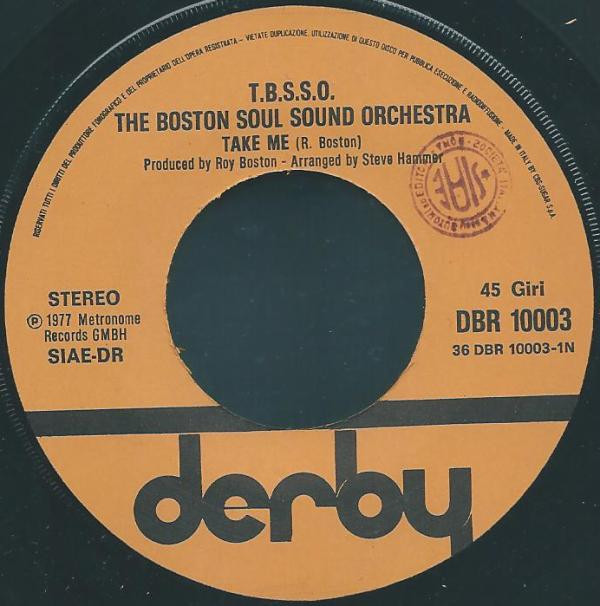 RISERVATI TUTTI I DIRITTI DEL PRODUTTORE FONOGRAFICO E DEL PROPRIETARIO DELL'OPERA REGISTRATA - VIETATE DUPLICAZIONE, UTILIZZAZIONE DI QUESTO DISCO PER PUBBLICA ESECUZIONE E RADIODIFFUSIONE - MADE IN ITALY BY CBS-SUGAR S.P.A.
T.B.S.S.O.
THE BOSTON SOUL SOUND ORCHESTRA
TAKE ME (R. Boston)
Produced by Roy Boston - Arranged by Steve Hammer
SIAE
STEREO
℗ 1977 Metronome
Records GMBH
SIAE-DR
45 Giri
DBR 10003
36 DBR 10003-1N
derby